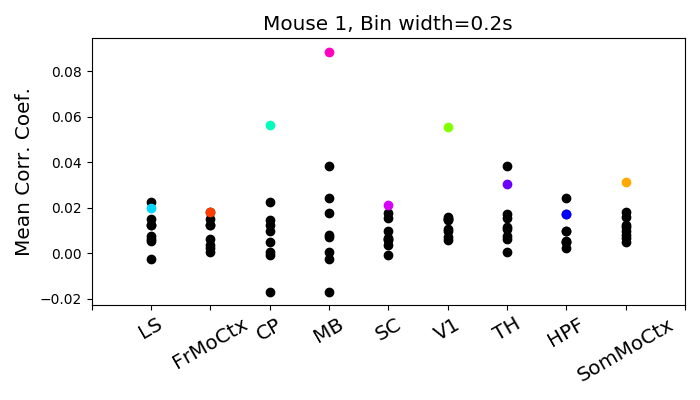 Mouse 1, Bin width=0.2s
Mean Corr. Coef.
0.08
0.06
0.04
0.02
0.00
−0.02
LS
FrMoCtx
CP
MB
SC
V1
TH
HPF
SomMoCtx